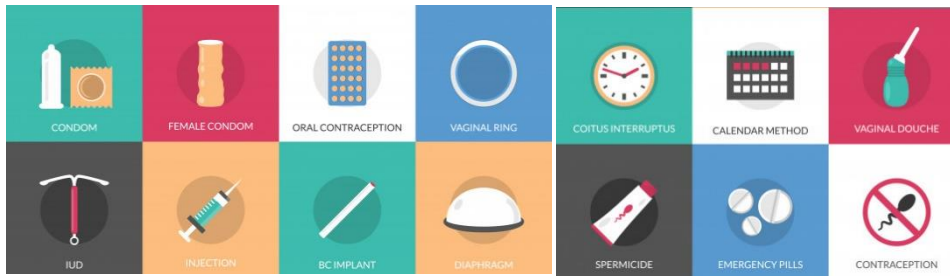 CONDOM
FEMALE CONDOM
ORAL CONTRACEPTION
VAGINAL RING
COITUS INTERRUPTUS
CALENDAR METHOD
VAGINAL DOUCHE
IUD
INJECTION
BC IMPLANT
DIAPHRAGM
SPERMICIDE
EMERGENCY PILLS
CONTRACEPTION